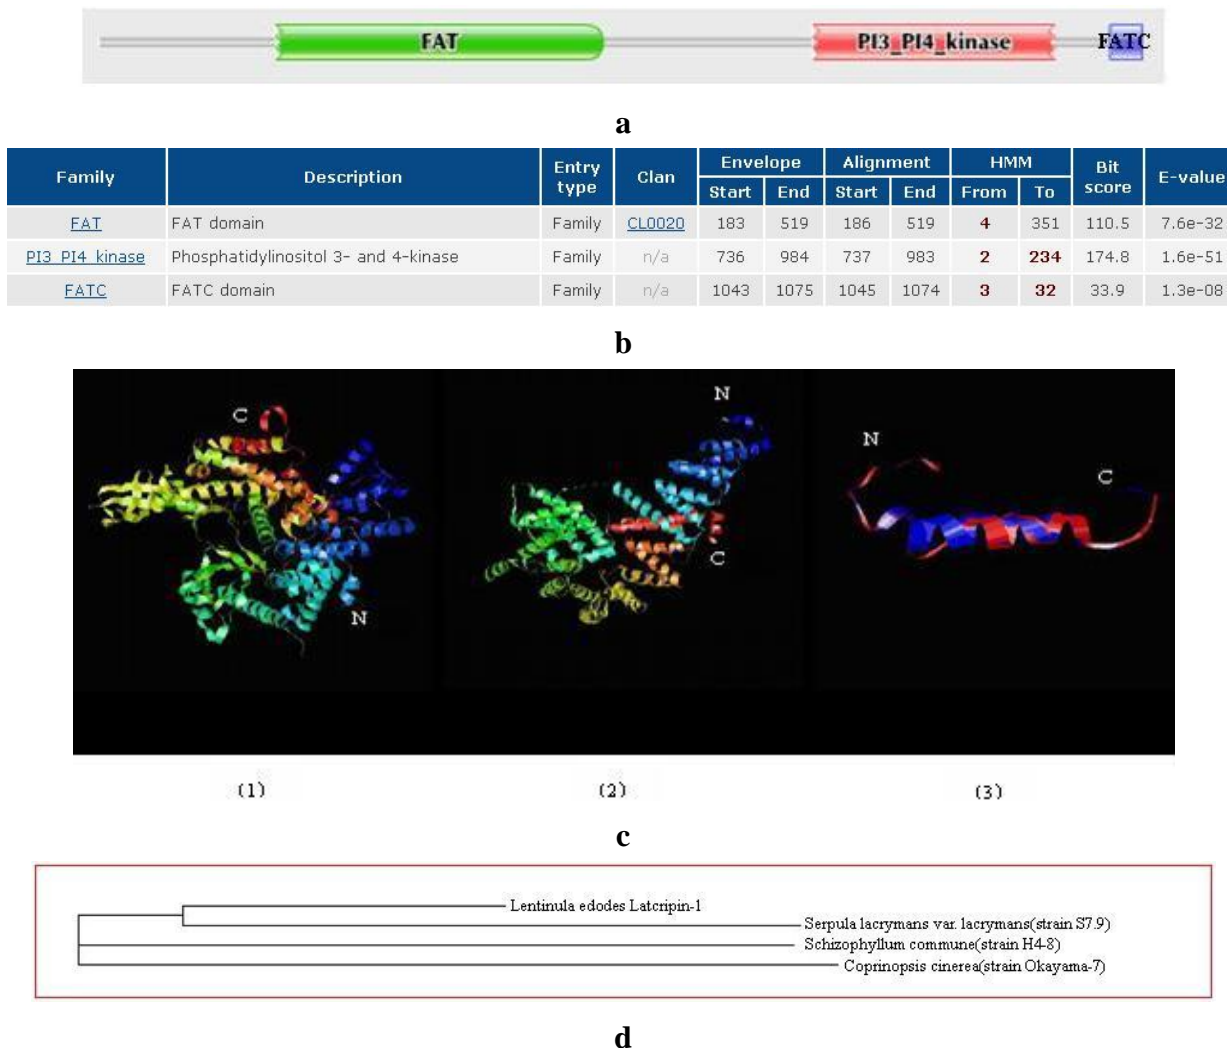 FAT PI3_PI4_kinase FATC
a
Family Description Entry type Clan Envelope Alignment HMM Bit score E-value
Start End Start End From To
FAT FAT domain Family CL0020 183 519 186 519 4 351 110.5 7.6e-32
PI3_PI4_kinase Phosphatidylinositol 3- and 4-kinase Family n/a 736 984 737 983 2 234 174.8 1.6e-51
FATC FATC domain Family n/a 1043 1075 1045 1074 3 32 33.9 1.3e-08
b
C N N C N C
(1) (2) (3)
c
Lentinula edodes Latcripin-1
Serpula lacrymans var. lacrymans(strain S7.9)
Schizophyllum commune(strain H4-8)
Coprinopsis cinerea(strain Okayama-7)
d